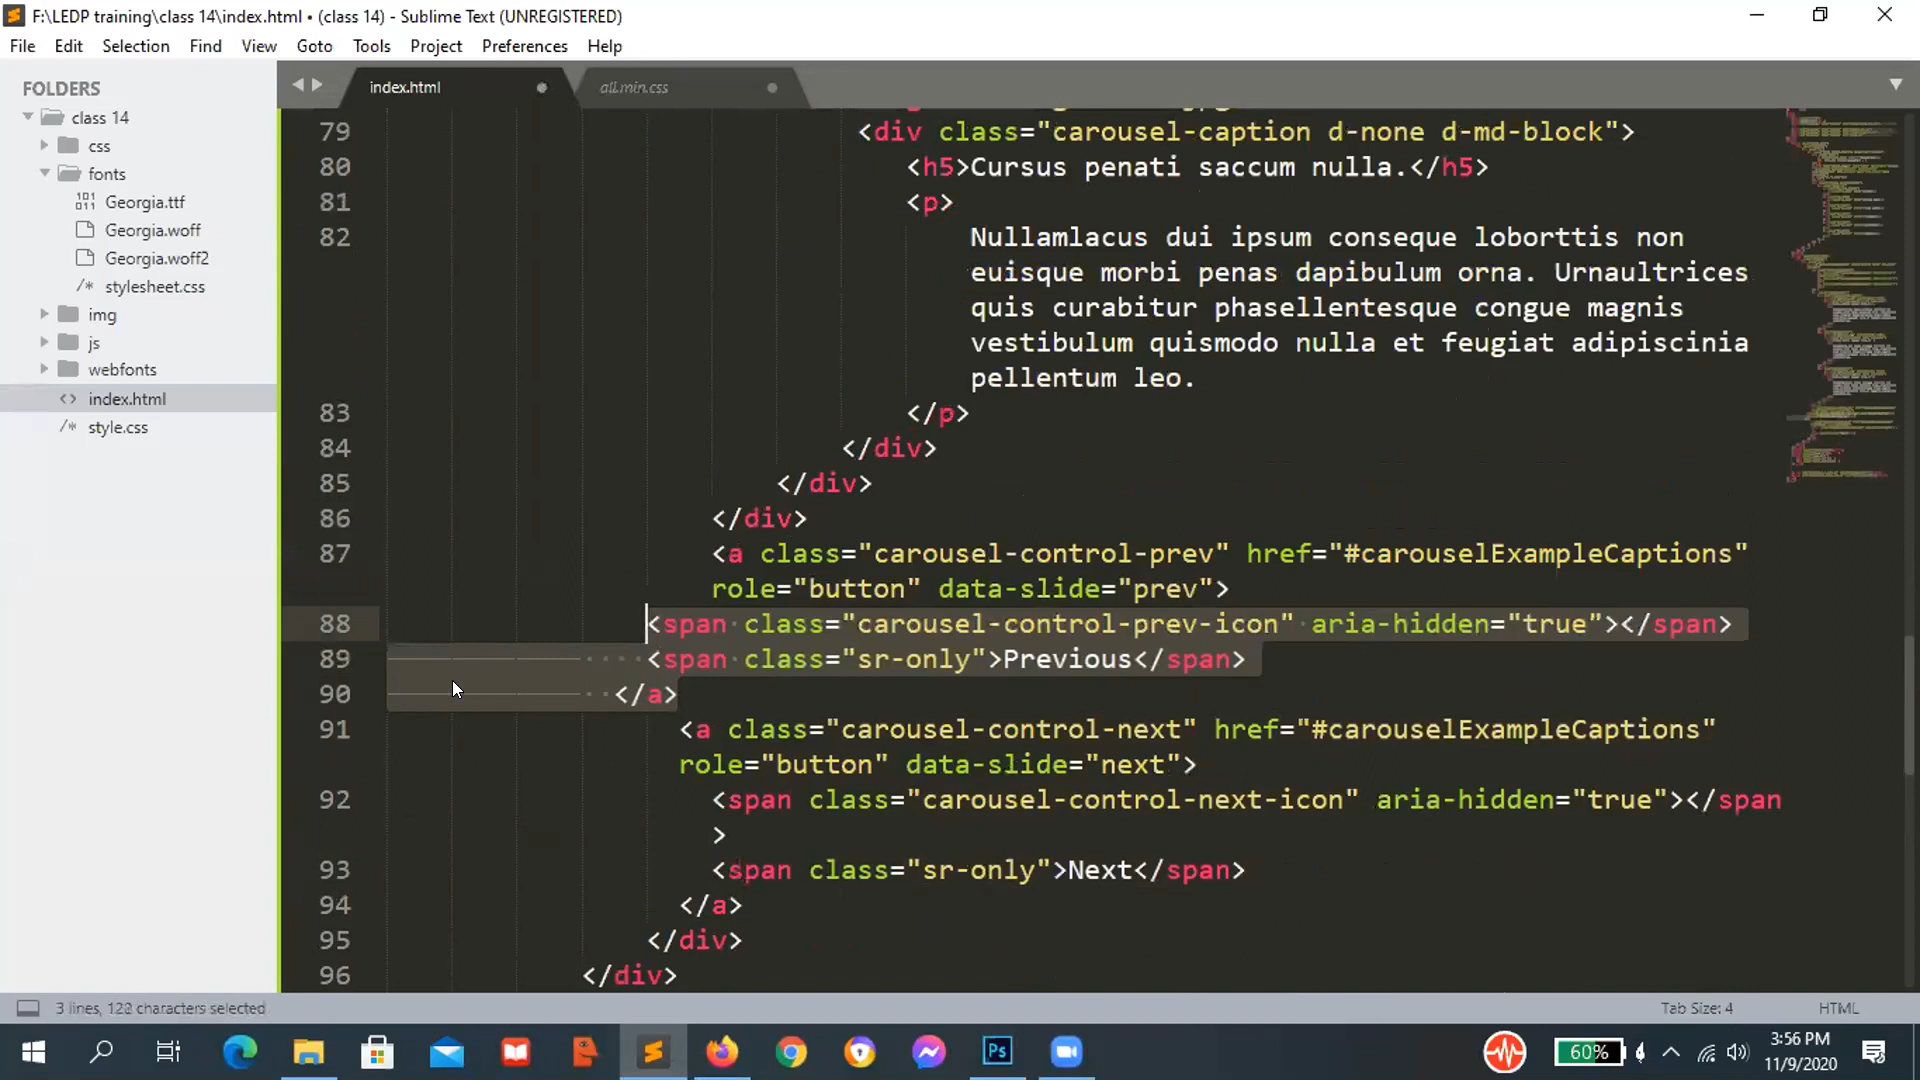 F:\LEDP training\class 14\index.html • (class 14) - Sublime Text (UNREGISTERED)
File Edit Selection Find View Goto Tools Project Preferences Help
FOLDERS
class 14
css
fonts
Georgia.ttf
Georgia.woff
Georgia.woff2
stylesheet.css
img
js
webfonts
index.html
style.css
index.html
all.min.css
79 <div class="carousel-caption d-none d-md-block">
80 <h5>Cursus penati saccum nulla.</h5>
81 <p>
82 Nullamlacus dui ipsum conseque loborttis non
euisque morbi penas dapibulum orna. Urnaultrices
quis curabitur phasellentesque congue magnis
vestibulum quismodo nulla et feugiat adipiscinia
pellentum leo.
83 </p>
84 </div>
85 </div>
86 </div>
87 <a class="carousel-control-prev" href="#carouselExampleCaptions"
role="button" data-slide="prev">
88 <span class="carousel-control-prev-icon" aria-hidden="true"></span>
89 <span class="sr-only">Previous</span>
90 </a>
91 <a class="carousel-control-next" href="#carouselExampleCaptions"
role="button" data-slide="next">
92 <span class="carousel-control-next-icon" aria-hidden="true"></span
>
93 <span class="sr-only">Next</span>
94 </a>
95 </div>
96 </div>
3 lines, 122 characters selected
Tab Size: 4
HTML
Ps
60%
3:56 PM
11/9/2020